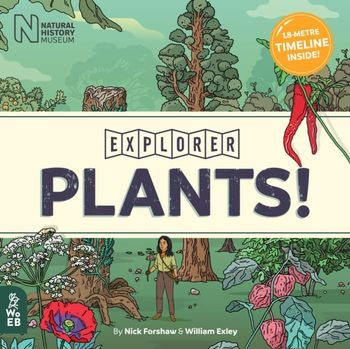 NATURAL
HISTORY
MUSEUM
1.8-METRE
TIMELINE
INSIDE!
EXPLORER
PLANTS!
WOEB
By Nick Forshaw & William Exley